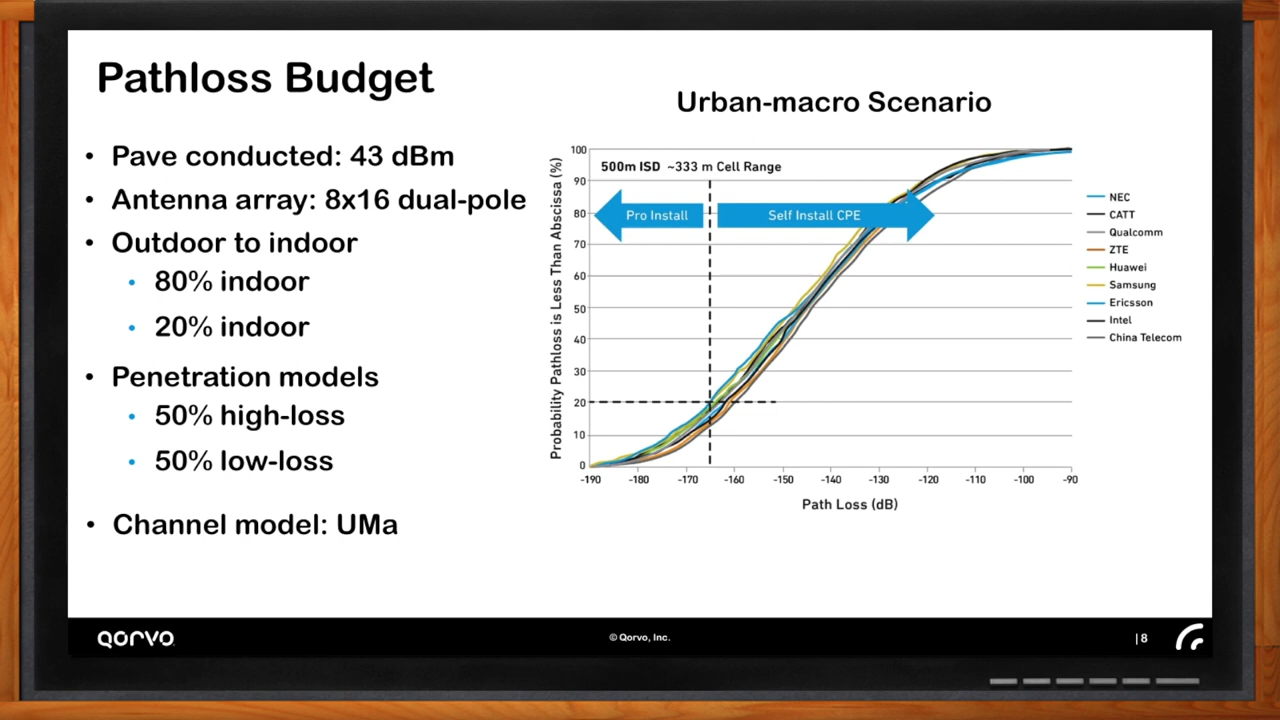 Pathloss Budget
• Pave conducted: 43 dBm
• Antenna array: 8x16 dual-pole
• Outdoor to indoor
• 80% indoor
• 20% indoor
• Penetration models
• 50% high-loss
• 50% low-loss
• Channel model: UMa
Urban-macro Scenario
Probability Pathloss is Less Than Abscissa (%)
100
90
80
70
60
50
40
30
20
10
0
500m ISD ~333 m Cell Range
Pro Install
Self Install CPE
-190
-180
-170
-160
-150
-140
-130
-120
-110
-100
-90
Path Loss (dB)
NEC
CATT
Qualcomm
ZTE
Huawei
Samsung
Ericsson
Intel
China Telecom
QORVO
© Qorvo, Inc.
| 8